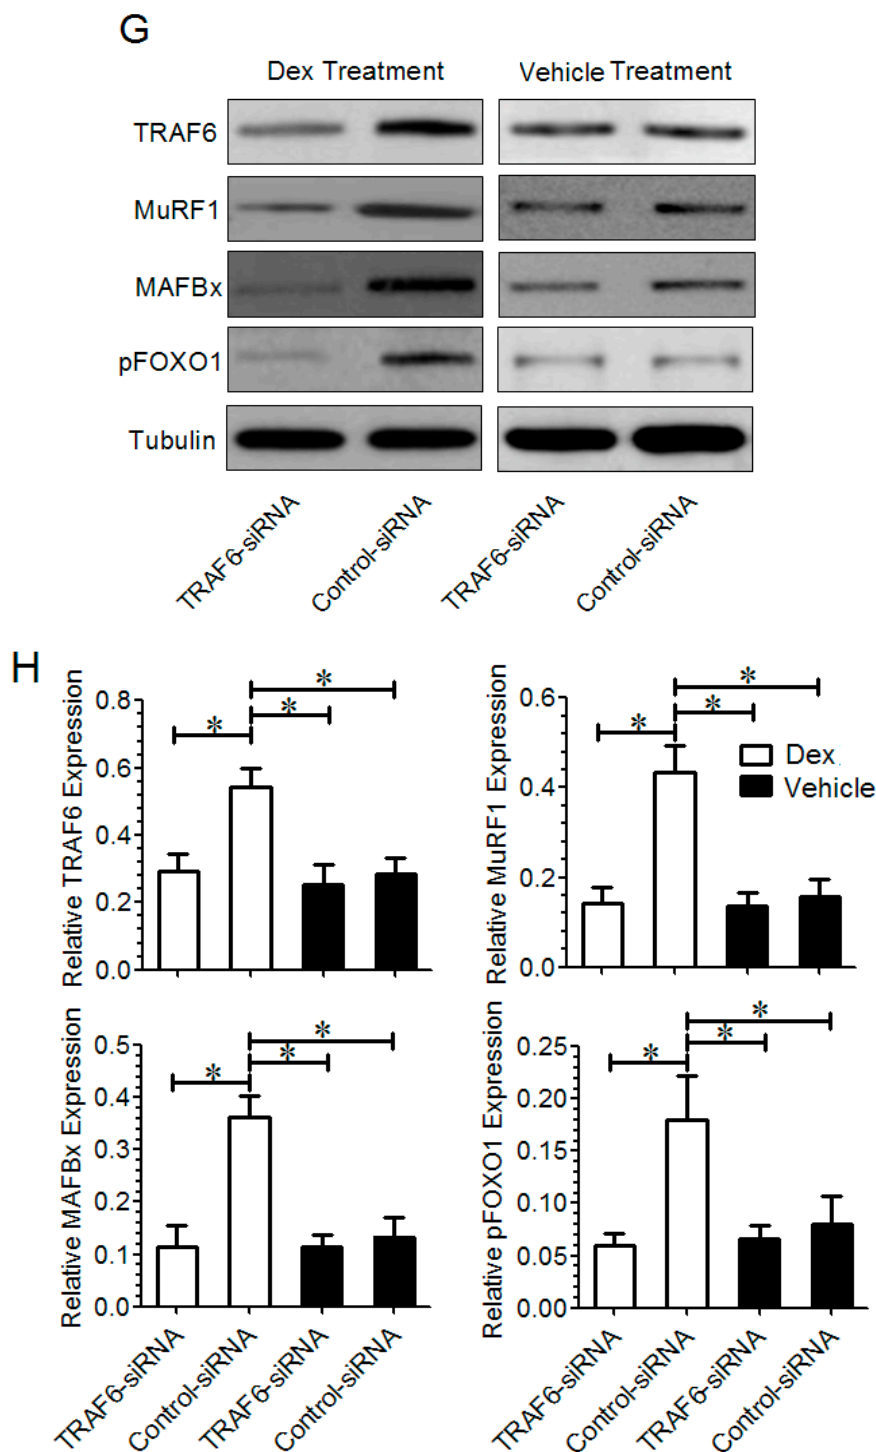 G
Dex Treatment Vehicle Treatment
TRAF6
MuRF1
MAFBx
pFOXO1
Tubulin
TRAF6-siRNA Control-siRNA TRAF6-siRNA Control-siRNA
H
Relative TRAF6 Expression
0.8
0.6
0.4
0.2
0.0
* * *
Relative MuRF1 Expression
0.6
0.4
0.2
0.0
* * *
Dex
Vehicle
Relative MAFBx Expression
0.5
0.4
0.3
0.2
0.1
0.0
* * *
Relative pFOXO1 Expression
0.25
0.20
0.15
0.10
0.05
0.00
* * *
TRAF6-siRNA Control-siRNA TRAF6-siRNA Control-siRNA
TRAF6-siRNA Control-siRNA TRAF6-siRNA Control-siRNA